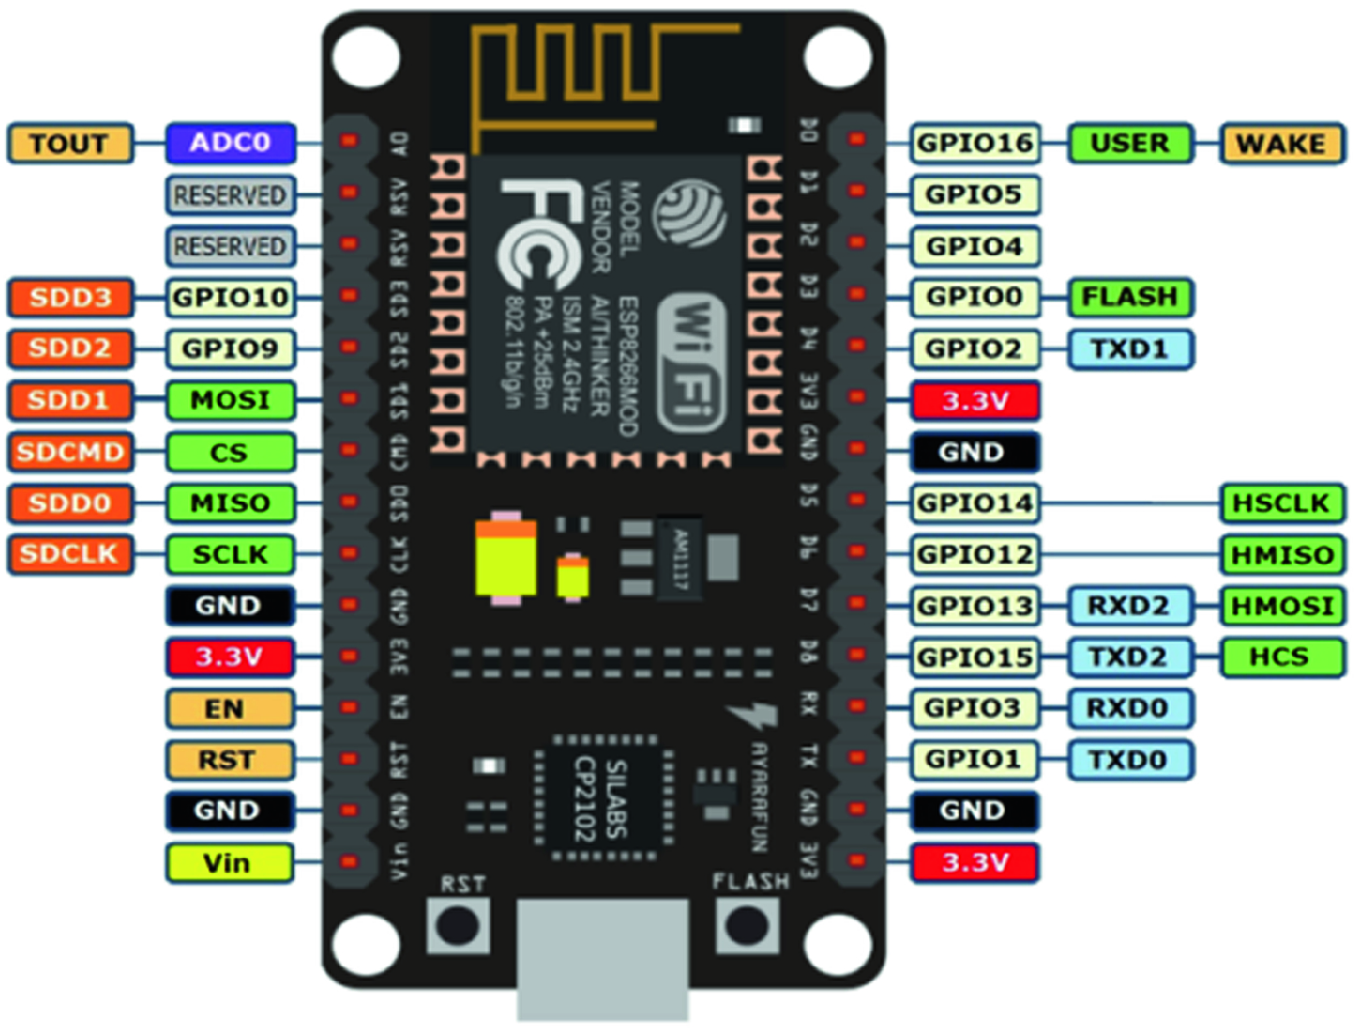 TOUT ADC0 A0 D0 GPIO16 USER WAKE
RESERVED RSV D1 GPIO5
RESERVED RSV D2 GPIO4
SDD3 GPIO10 SD3 D3 GPIO0 FLASH
SDD2 GPIO9 SD2 D4 GPIO2 TXD1
SDD1 MOSI SD1 3V3 3.3V
SDCMD CS CMD GND GND
SDD0 MISO SD0 D5 GPIO14 HSCLK
SDCLK SCLK CLK D6 GPIO12 HMISO
GND GND D7 GPIO13 RXD2 HMOSI
3.3V 3V3 D8 GPIO15 TXD2 HCS
EN EN RX GPIO3 RXD0
RST RST TX GPIO1 TXD0
GND GND GND GND
Vin Vin 3V3 3.3V
FC
MODEL
VENDOR
WiFi
ESP8266MOD
AI/THINKER
ISM 2.4GHz
PA +25dBm
802.11b/g/n
AM1117
SILABS
CP2102
AYARAFUN
RST
FLASH